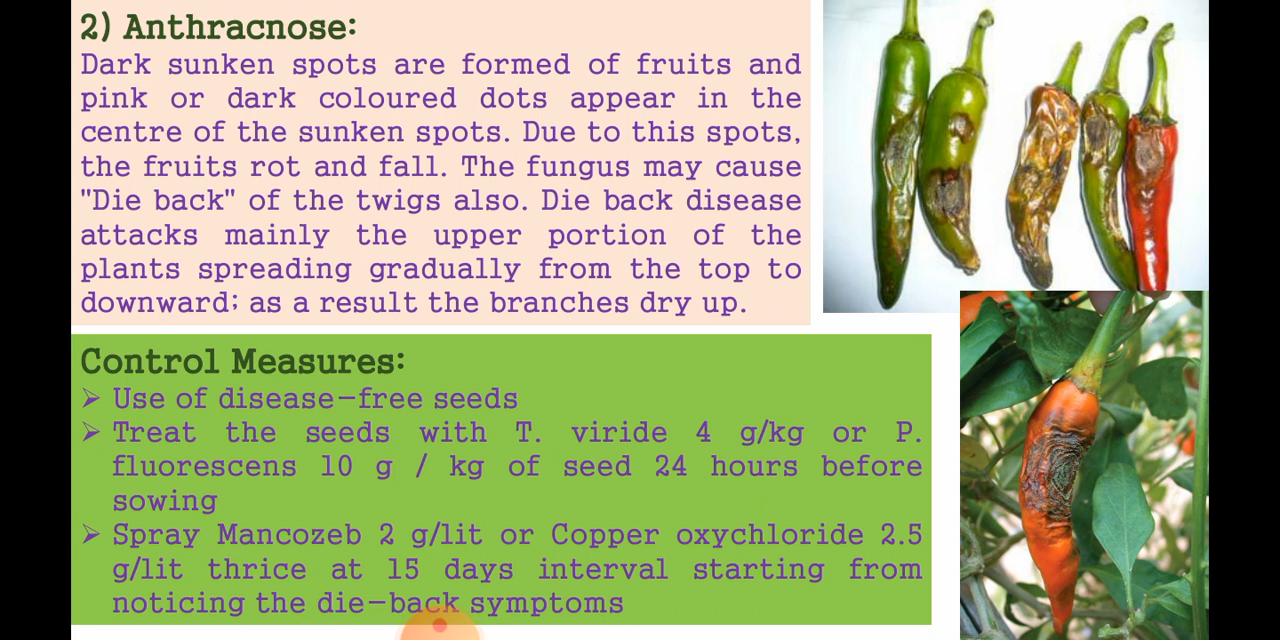 2) Anthracnose:
Dark sunken spots are formed of fruits and
pink or dark coloured dots appear in the
centre of the sunken spots. Due to this spots,
the fruits rot and fall. The fungus may cause
"Die back" of the twigs also. Die back disease
attacks mainly the upper portion of the
plants spreading gradually from the top to
downward; as a result the branches dry up.
Control Measures:
➢ Use of disease-free seeds
➢ Treat the seeds with T. viride 4 g/kg or P.
fluorescens 10 g / kg of seed 24 hours before
sowing
➢ Spray Mancozeb 2 g/lit or Copper oxychloride 2.5
g/lit thrice at 15 days interval starting from
noticing the die-back symptoms